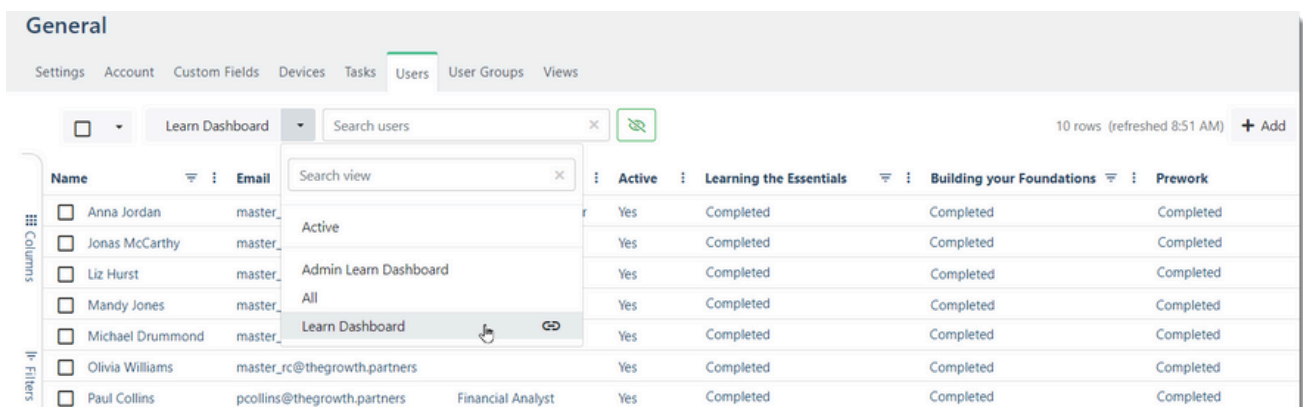 General
Settings Account Custom Fields Devices Tasks Users User Groups Views
Learn Dashboard Search users 10 rows (refreshed 8:51 AM) + Add
Search view
Name Email Active Learning the Essentials Building your Foundations Prework
Anna Jordan master_ r Yes Completed Completed Completed
Active
Jonas McCarthy master_ Yes Completed Completed Completed
Columns
Liz Hurst master_ Yes Completed Completed Completed
Admin Learn Dashboard
Mandy Jones master_ Yes Completed Completed Completed
All
Michael Drummond master_ Yes Completed Completed Completed
Learn Dashboard
Olivia Williams master_rc@thegrowth.partners Yes Completed Completed Completed
Filters
Paul Collins pcollins@thegrowth.partners Financial Analyst Yes Completed Completed Completed